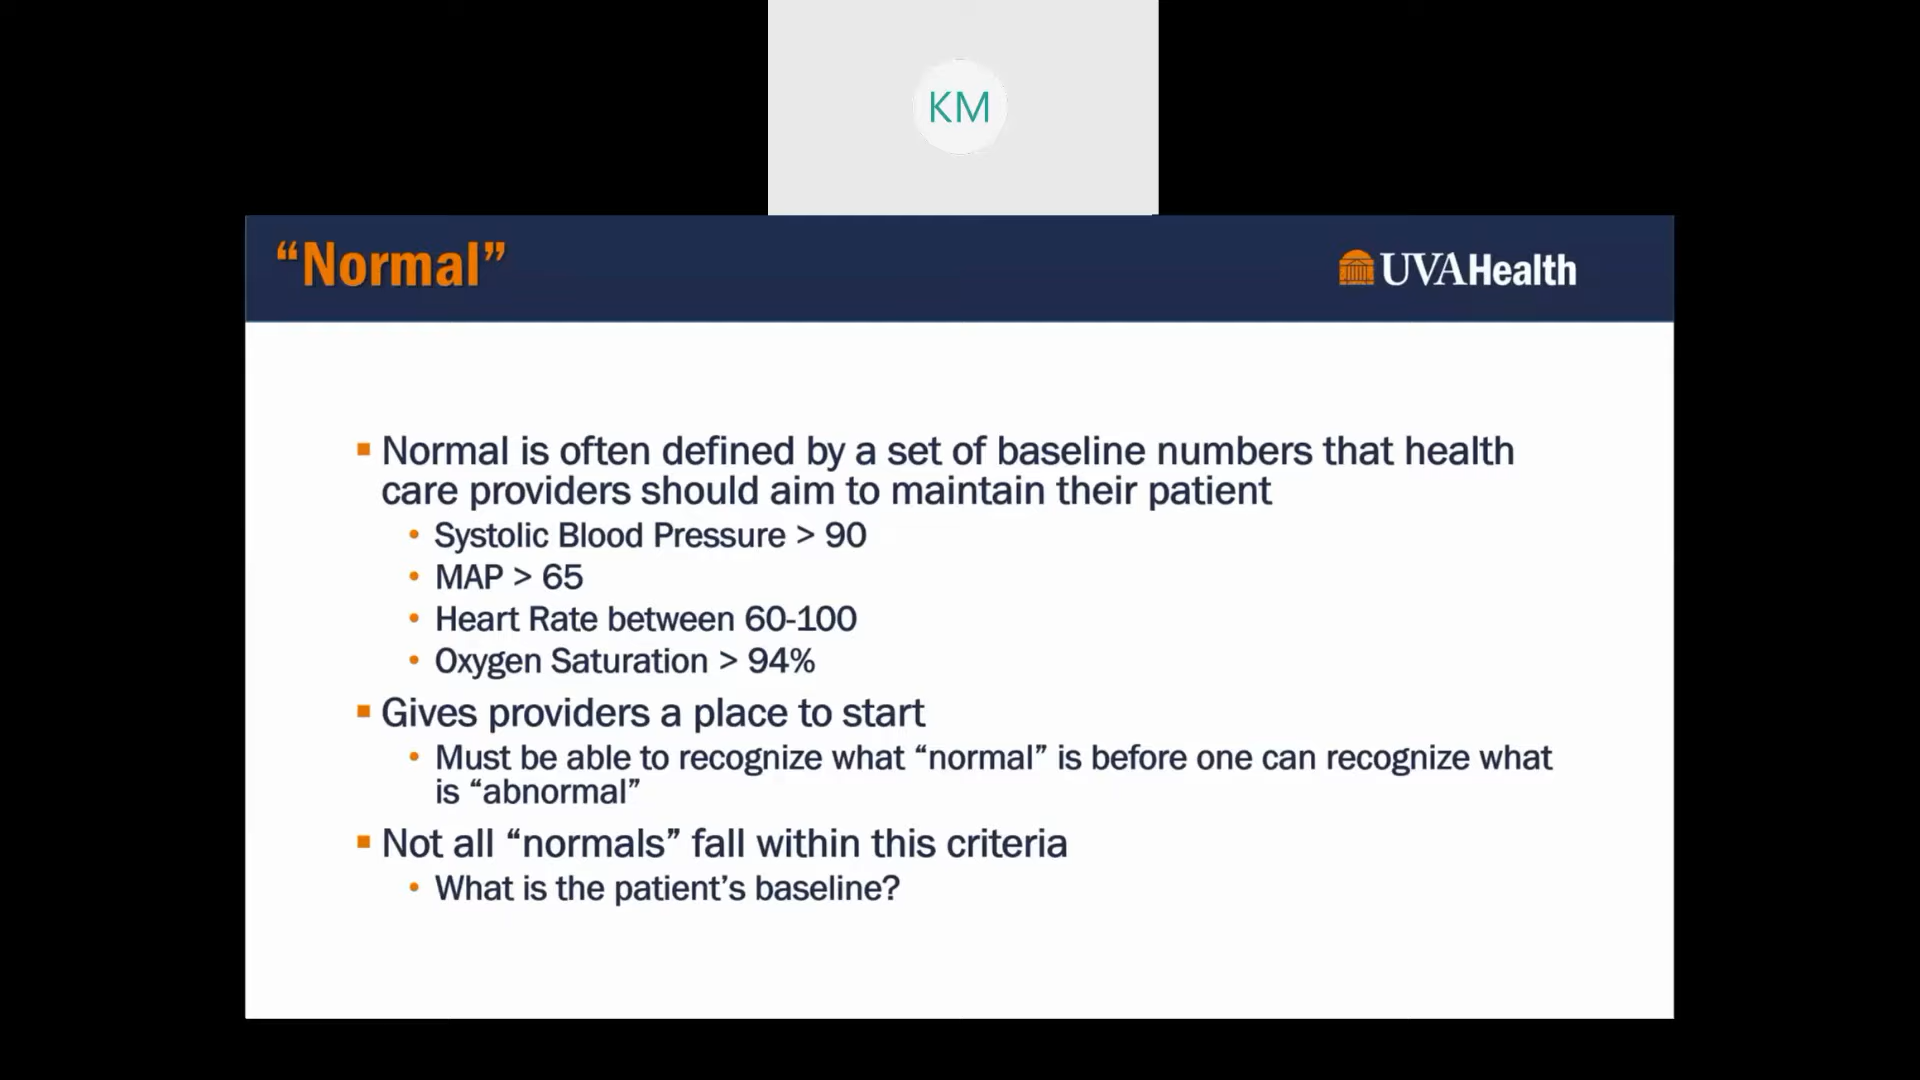 KM
“Normal”
UVAHealth
Normal is often defined by a set of baseline numbers that health
care providers should aim to maintain their patient
Systolic Blood Pressure > 90
MAP > 65
Heart Rate between 60-100
Oxygen Saturation > 94%
Gives providers a place to start
Must be able to recognize what “normal” is before one can recognize what
is “abnormal”
Not all “normals” fall within this criteria
What is the patient’s baseline?